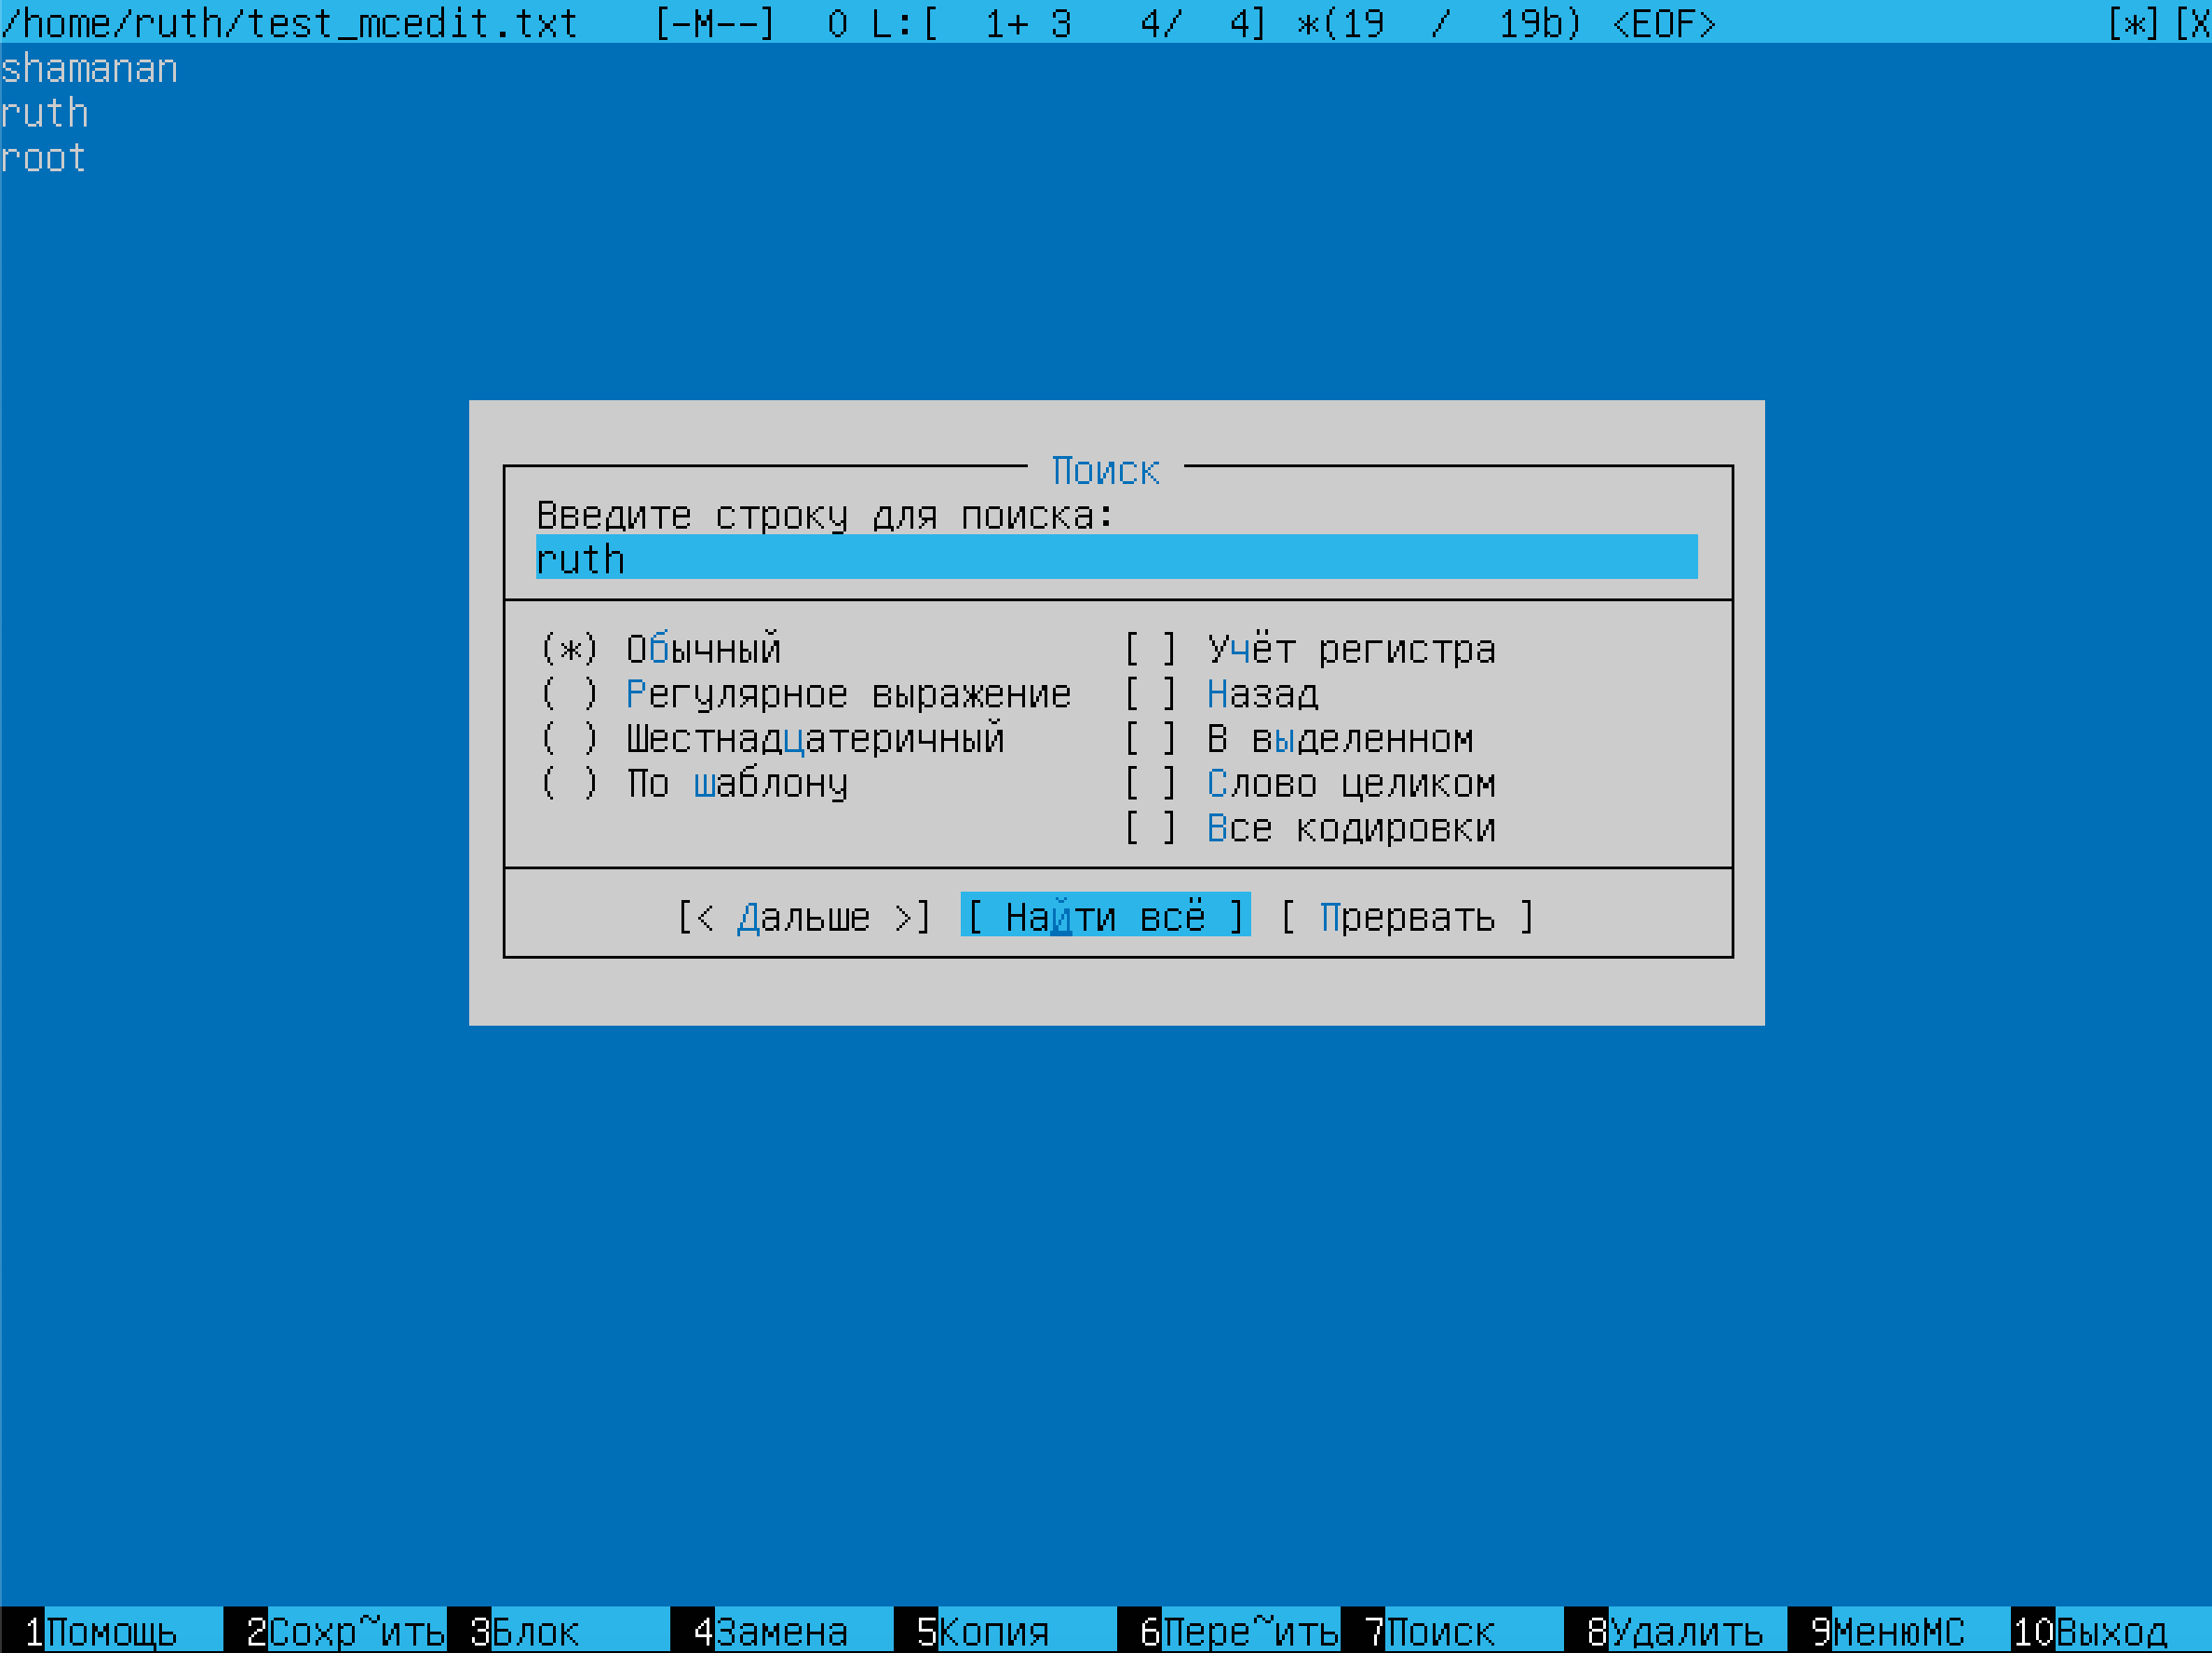 /home/ruth/test_mcedit.txt [-M--] 0 L:[ 1+ 3 4/ 4] *(19 / 19b) <EOF> [*][X
shamanan
ruth
root
Поиск
Введите строку для поиска:
ruth
(*) Обычный [ ] Учёт регистра
( ) Регулярное выражение [ ] Назад
( ) Шестнадцатеричный [ ] В выделенном
( ) По шаблону [ ] Слово целиком
[ ] Все кодировки
[< Дальше >] [ Найти всё ] [ Прервать ]
1Помощь 2Сохр~ить 3Блок 4Замена 5Копия 6Пере~ить 7Поиск 8Удалить 9МенюМС 10Выход